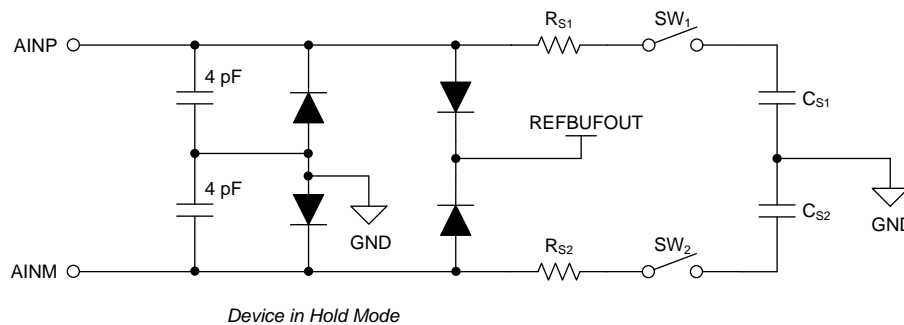 R_S1
SW_1
AINP
4 pF
REFBUFOUT
C_S1
4 pF
GND
C_S2
GND
R_S2
SW_2
AINM
Device in Hold Mode